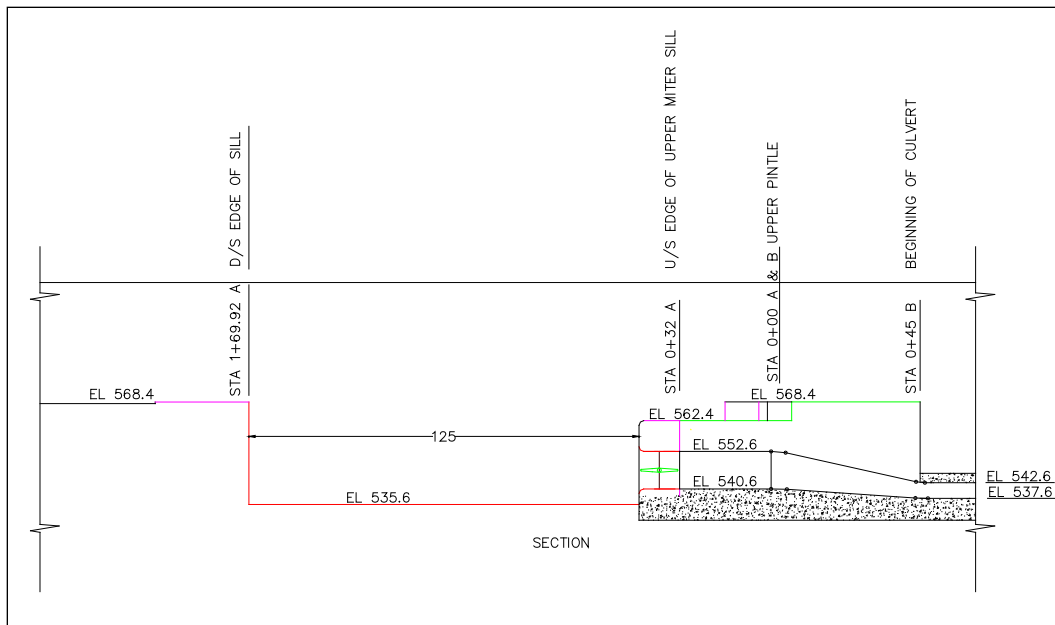 STA 1+69.92 A D/S EDGE OF SILL
STA 0+32 A U/S EDGE OF UPPER MITER SILL
STA 0+00 A & B UPPER PINTLE
STA 0+45 B BEGINNING OF CULVERT
EL 568.4
EL 568.4
EL 562.4
125
EL 552.6
EL 540.6
EL 542.6
EL 537.6
EL 535.6
SECTION